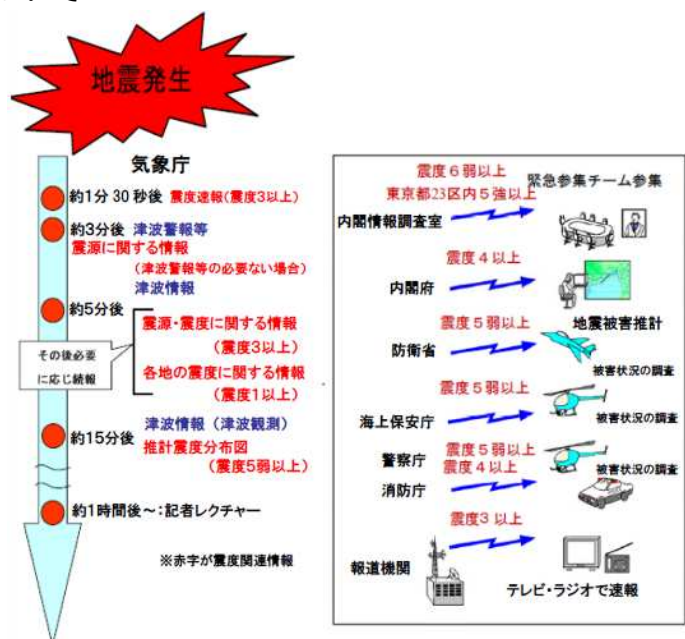 地震発生
気象庁
約1分30秒後 震度速報(震度3以上)
約3分後 津波警報等
震源に関する情報
(津波警報等の必要ない場合)
津波情報
約5分後
震源・震度に関する情報
(震度3以上)
各地の震度に関する情報
(震度1以上)
その後必要
に応じ続報
津波情報(津波観測)
約15分後
推計震度分布図
(震度5弱以上)
約1時間後～:記者レクチャー
※赤字が震度関連情報
震度6弱以上
東京都23区内5強以上
緊急参集チーム参集
内閣情報調査室
震度4以上
内閣府
地震被害推計
震度5弱以上
防衛省
被害状況の調査
震度5弱以上
海上保安庁
被害状況の調査
震度5弱以上
警察庁
震度4以上
被害状況の調査
消防庁
震度3以上
報道機関
テレビ・ラジオで速報